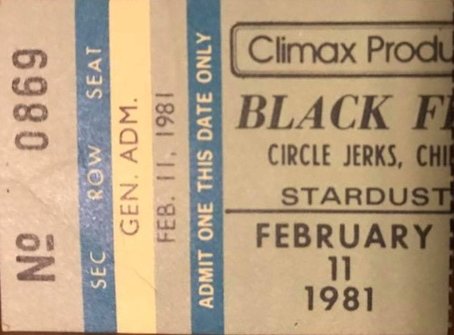 No 0869
SEC ROW SEAT
GEN. ADM.
FEB. 11, 1981
ADMIT ONE THIS DATE ONLY
Climax Produ
BLACK F
CIRCLE JERKS, CHI
STARDUST
FEBRUARY
11
1981